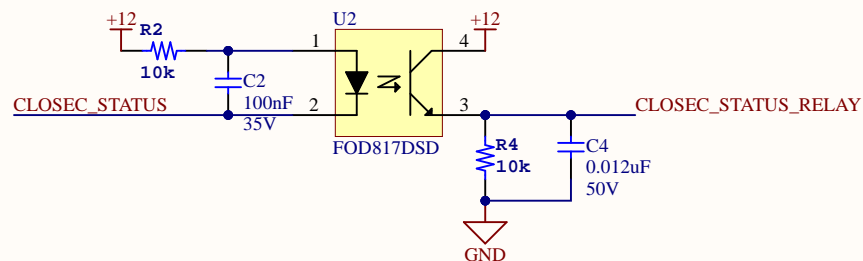 +12
R2
10k
C2
100nF
35V
CLOSEC_STATUS
U2
1
2
4
3
FOD817DSD
+12
CLOSEC_STATUS_RELAY
R4
10k
C4
0.012uF
50V
GND